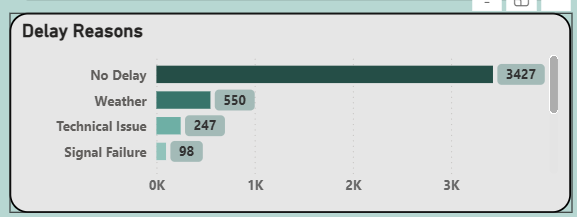 Delay Reasons
No Delay 3427
Weather 550
Technical Issue 247
Signal Failure 98
0K 1K 2K 3K